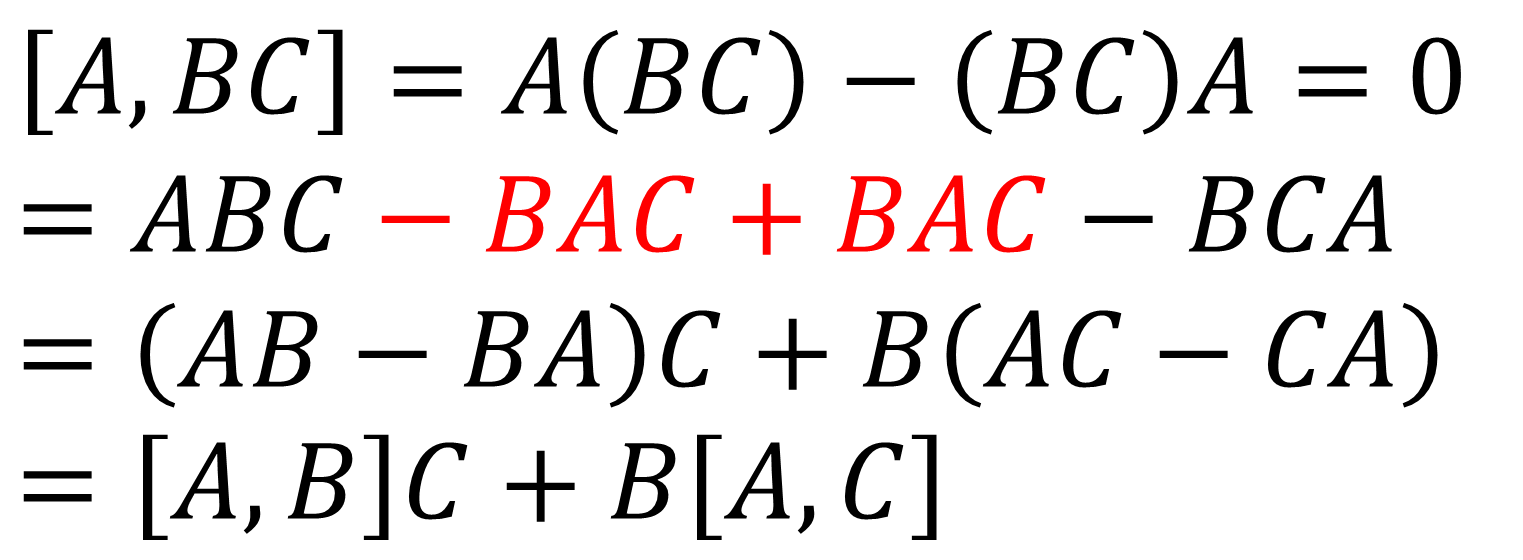 [A, BC] = A(BC) − (BC)A = 0
= ABC − BAC + BAC − BCA
= (AB − BA)C + B(AC − CA)
= [A, B]C + B[A, C]